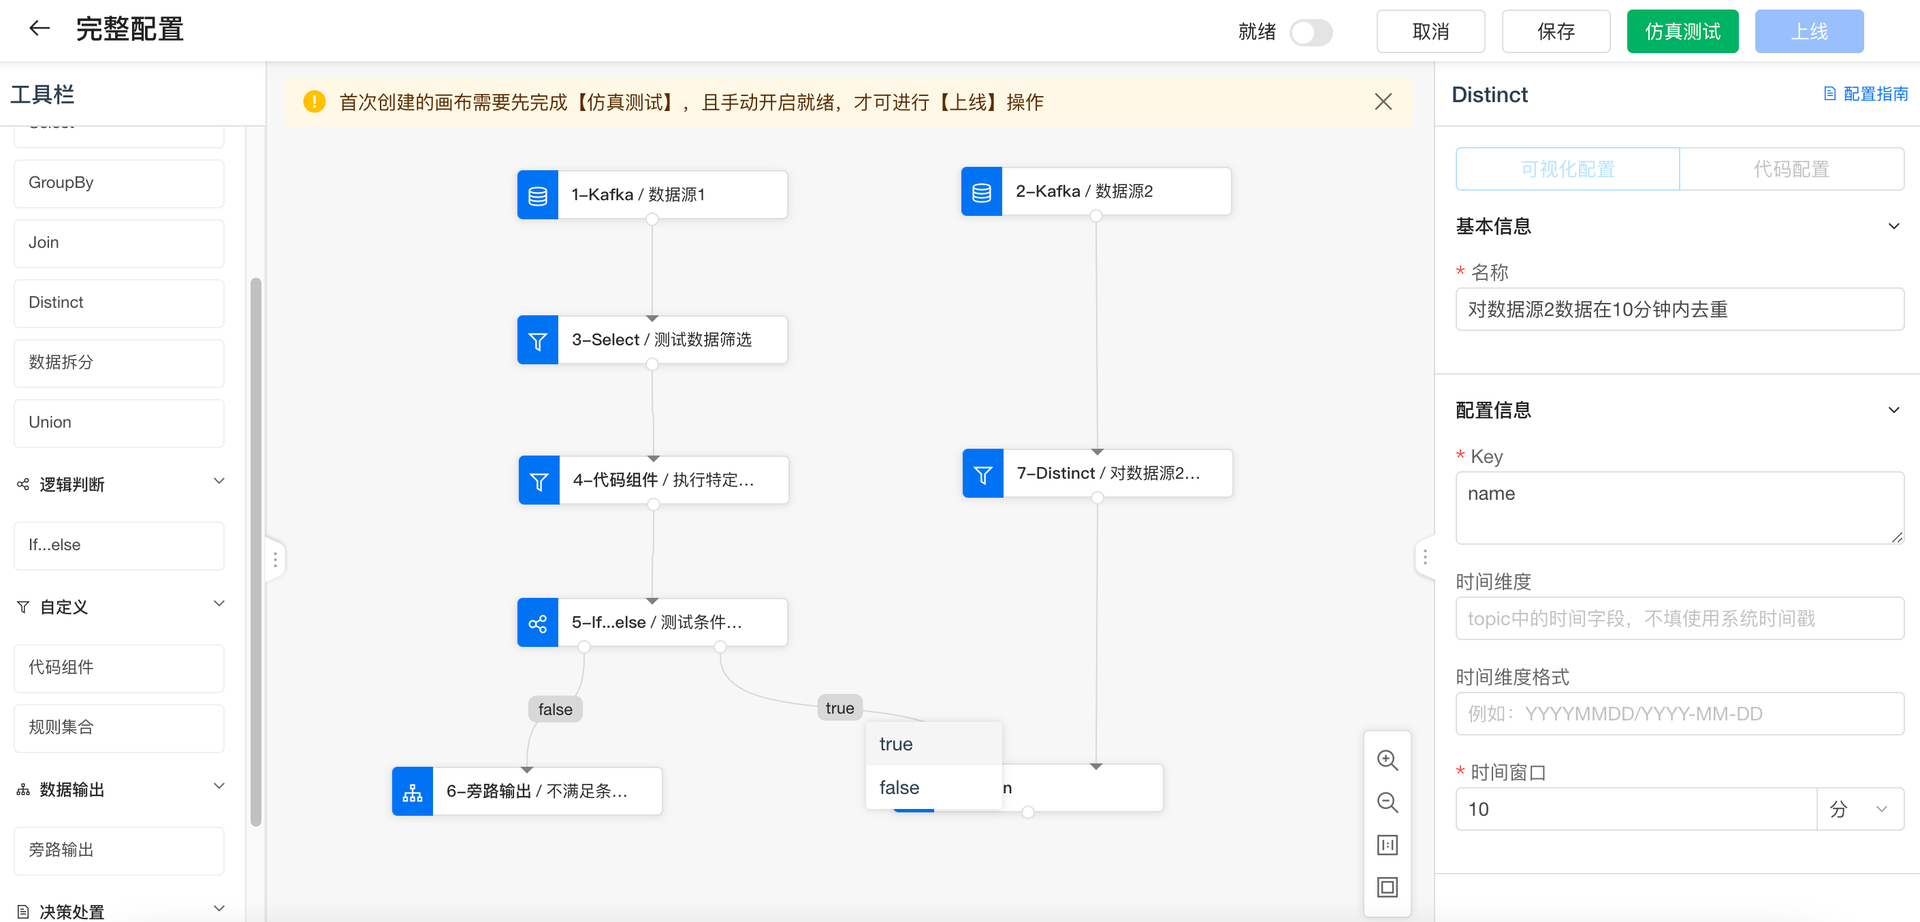 完整配置
就绪
取消
保存
仿真测试
上线
工具栏
GroupBy
Join
Distinct
数据拆分
Union
逻辑判断
If...else
自定义
代码组件
规则集合
数据输出
旁路输出
决策处置
首次创建的画布需要先完成【仿真测试】，且手动开启就绪，才可进行【上线】操作
1-Kafka / 数据源1
2-Kafka / 数据源2
3-Select / 测试数据筛选
4-代码组件 / 执行特定...
7-Distinct / 对数据源2...
5-If...else / 测试条件...
false
true
true
false
n
6-旁路输出 / 不满足条...
Distinct
配置指南
可视化配置
代码配置
基本信息
* 名称
对数据源2数据在10分钟内去重
配置信息
* Key
name
时间维度
topic中的时间字段，不填使用系统时间戳
时间维度格式
例如：YYYYMMDD/YYYY-MM-DD
* 时间窗口
10
分